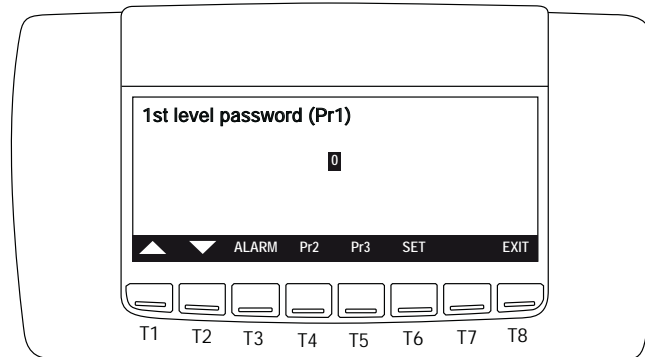 1st level password (Pr1)
0
ALARM Pr2 Pr3 SET EXIT
T1 T2 T3 T4 T5 T6 T7 T8